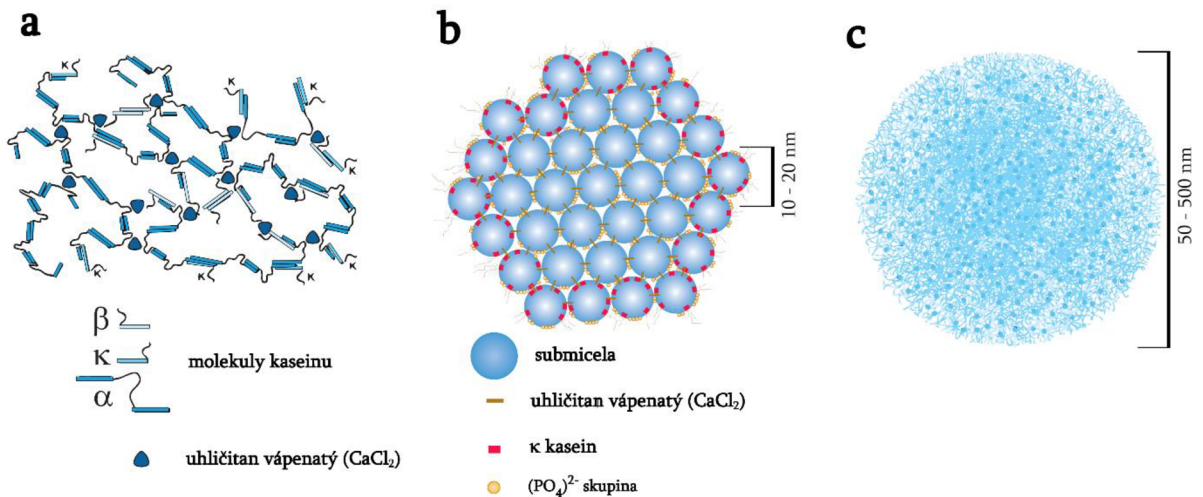 a
κ
κ
κ
κ
κ
κ
κ
β
κ
α
molekuly kaseinu
uhličitan vápenatý (CaCl₂)
b
10 - 20 nm
submicela
uhličitan vápenatý (CaCl₂)
κ kasein
(PO₄)²⁻ skupina
c
50 - 500 nm